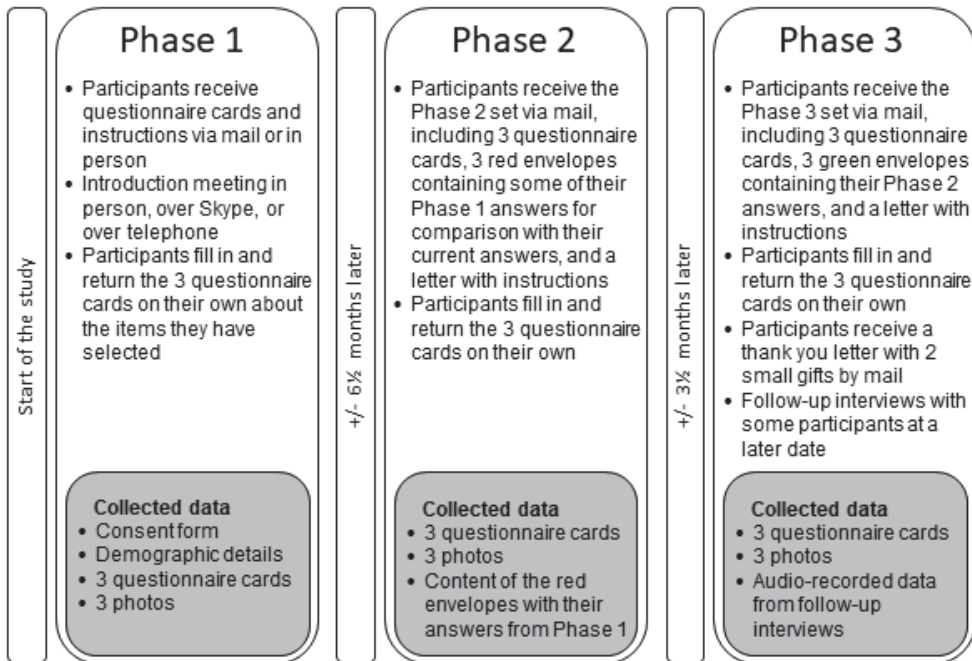 Start of the study
Phase 1
• Participants receive
questionnaire cards and
instructions via mail or in
person
• Introduction meeting in
person, over Skype, or
over telephone
• Participants fill in and
return the 3 questionnaire
cards on their own about
the items they have
selected
Collected data
• Consent form
• Demographic details
• 3 questionnaire cards
• 3 photos
+/- 6½ months later
Phase 2
• Participants receive the
Phase 2 set via mail,
including 3 questionnaire
cards, 3 red envelopes
containing some of their
Phase 1 answers for
comparison with their
current answers, and a
letter with instructions
• Participants fill in and
return the 3 questionnaire
cards on their own
Collected data
• 3 questionnaire cards
• 3 photos
• Content of the red
envelopes with their
answers from Phase 1
+/- 3½ months later
Phase 3
• Participants receive the
Phase 3 set via mail,
including 3 questionnaire
cards, 3 green envelopes
containing their Phase 2
answers, and a letter with
instructions
• Participants fill in and
return the 3 questionnaire
cards on their own
• Participants receive a
thank you letter with 2
small gifts by mail
• Follow-up interviews with
some participants at a
later date
Collected data
• 3 questionnaire cards
• 3 photos
• Audio-recorded data
from follow-up
interviews